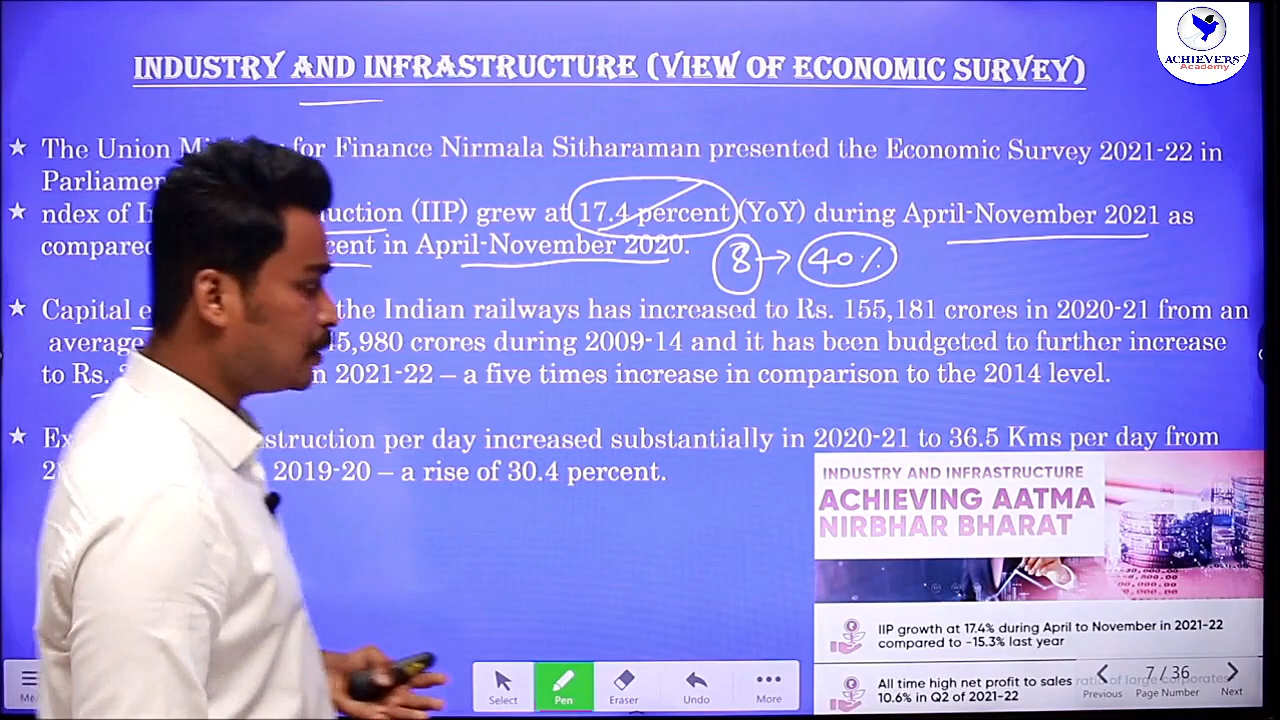 ACHIEVERS
Academy
INDUSTRY AND INFRASTRUCTURE (VIEW OF ECONOMIC SURVEY)
★ The Union for Finance Nirmala Sitharaman presented the Economic Survey 2021-22 in
★ ndex of (IIP) grew at 17.4 percent (YoY) during April-November 2021 as
in April-November 2020.
8 → 40%
★ Capital the Indian railways has increased to Rs. 155,181 crores in 2020-21 from an
average crores during 2009-14 and it has been budgeted to further increase
to Rs. 2021-22 – a five times increase in comparison to the 2014 level.
★ per day increased substantially in 2020-21 to 36.5 Kms per day from
2019-20 – a rise of 30.4 percent.
INDUSTRY AND INFRASTRUCTURE
ACHIEVING AATMA
NIRBHAR BHARAT
IIP growth at 17.4% during April to November in 2021-22
compared to -15.3% last year
All time high net profit to sales ratio of large corporates
10.6% in Q2 of 2021-22
Select Pen Eraser Undo More
7 / 36
Previous Page Number Next